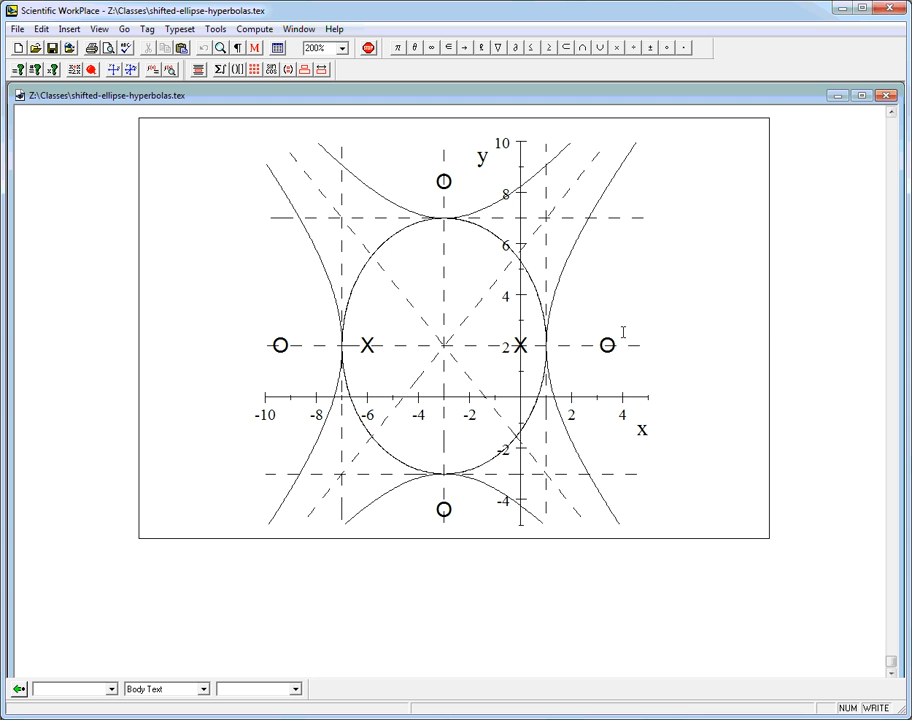 Scientific WorkPlace - Z:\Classes\shifted-ellipse-hyperbolas.tex
File Edit Insert View Go Tag Typeset Tools Compute Window Help
200%
STOP
Z:\Classes\shifted-ellipse-hyperbolas.tex
10
y
O
8
6
4
O X 2 X O
-10 -8 -6 -4 -2 2 4
x
-2
-4
O
Body Text
NUM WRITE